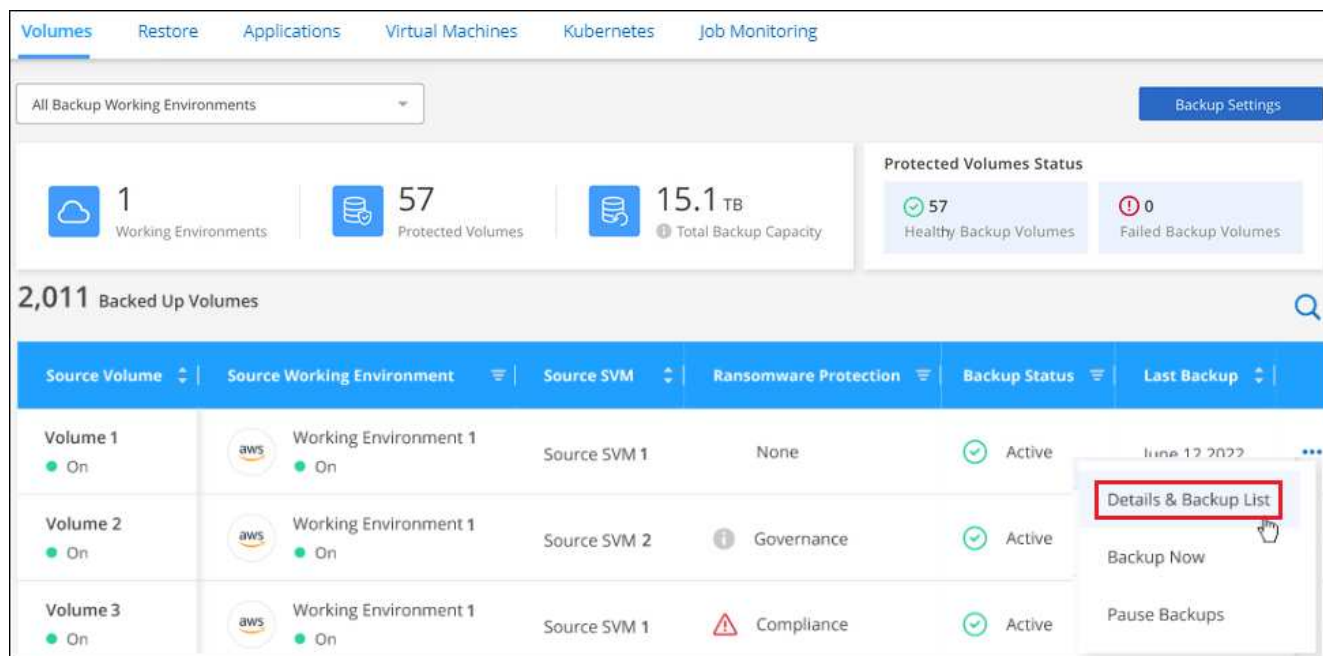 Volumes Restore Applications Virtual Machines Kubernetes Job Monitoring
All Backup Working Environments Backup Settings
Protected Volumes Status
1 57 15.1 TB 57 0
Working Environments Protected Volumes Total Backup Capacity Healthy Backup Volumes Failed Backup Volumes
2,011 Backed Up Volumes
Source Volume Source Working Environment Source SVM Ransomware Protection Backup Status Last Backup
Volume 1 aws Working Environment 1 Source SVM 1 None Active June 12 2022
On On
Details & Backup List
Volume 2 aws Working Environment 1 Source SVM 2 Governance Active
On On
Backup Now
Volume 3 aws Working Environment 1 Source SVM 1 Compliance Active
On On
Pause Backups